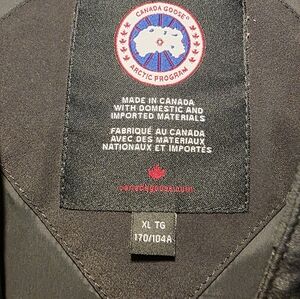 CANADA GOOSE®
ARCTIC PROGRAM
MADE IN CANADA
WITH DOMESTIC AND
IMPORTED MATERIALS
FABRIQUÉ AU CANADA
AVEC DES MATERIAUX
NATIONAUX ET IMPORTÉS
canadagoose.com
XL TG
170/104A